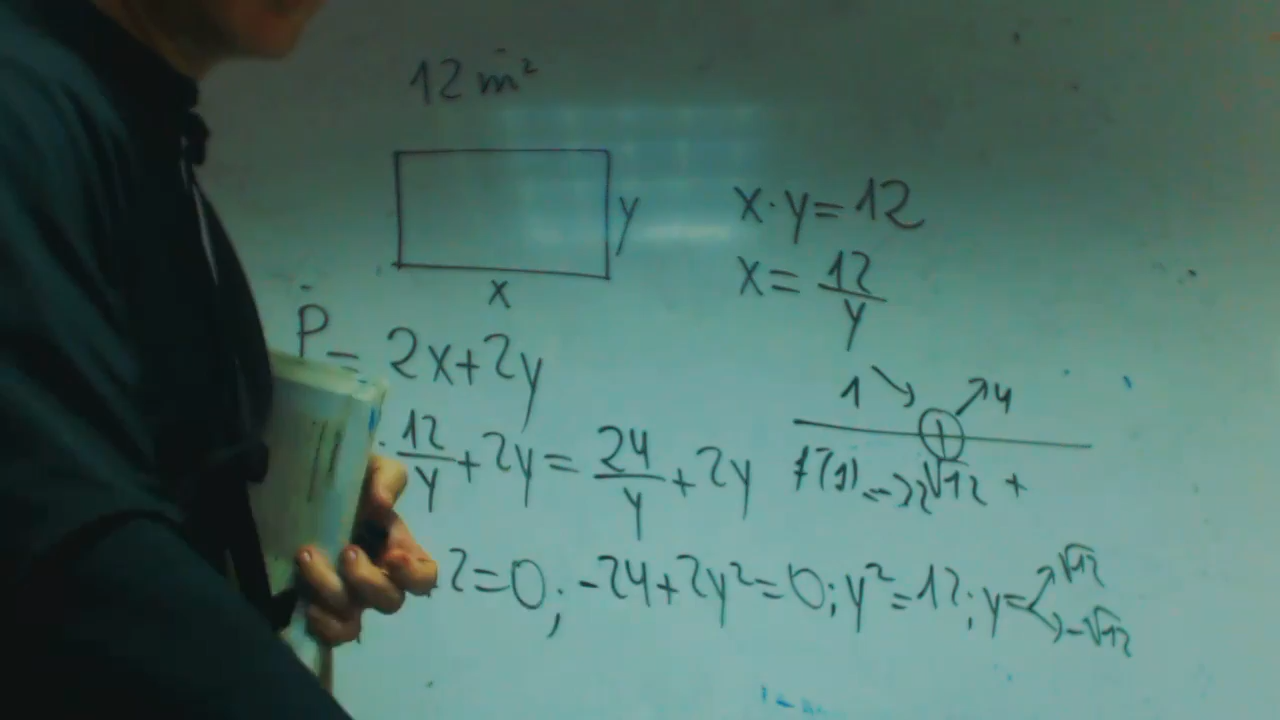 12 m²
y
x
x·y=12
x= 12/y
P = 2x+2y
12/y +2y= 24/y +2y
1 ↘ ↗ 4
2=0; -24+2y²=0; y²=12; y= √12
-√12